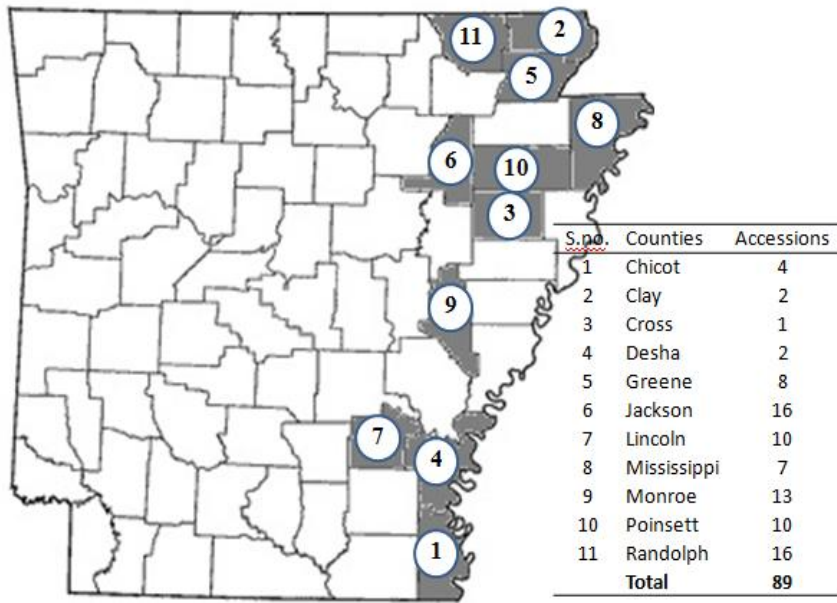 11
2
5
8
6
10
3
9
7
4
1
S.no. Counties Accessions
1 Chicot 4
2 Clay 2
3 Cross 1
4 Desha 2
5 Greene 8
6 Jackson 16
7 Lincoln 10
8 Mississippi 7
9 Monroe 13
10 Poinsett 10
11 Randolph 16
Total 89